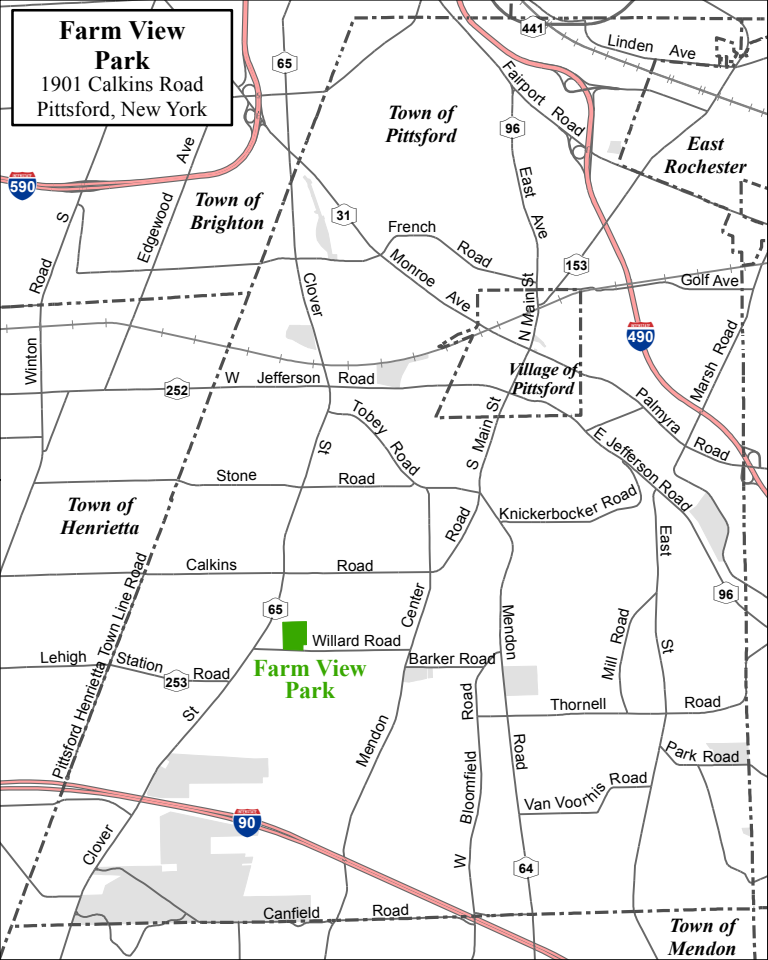 Farm View
Park
1901 Calkins Road
Pittsford, New York
441
Linden Ave
65
Fairport Road
Town of
Pittsford
96
East
Rochester
Ave
590
Town of
Brighton
31
East Ave
S
Edgewood
French Road
Monroe Ave
153
Road
Clover
N Main St
Golf Ave
490
Marsh Road
Winton
Village of
Pittsford
252
W Jefferson Road
Palmyra Road
Tobey Road
S Main St
E Jefferson Road
St
Stone Road
Town of
Henrietta
Knickerbocker Road
Road
East
Calkins Road
Pittsford Henrietta Town Line Road
96
Center
65
Mendon
Mill Road
St
Willard Road
Lehigh Station Road
253
Barker Road
Farm View
Park
St
Road
Thornell Road
Mendon
Road
Park Road
Bloomfield
Van Voorhis Road
90
Clover
W
64
Canfield Road
Town of
Mendon